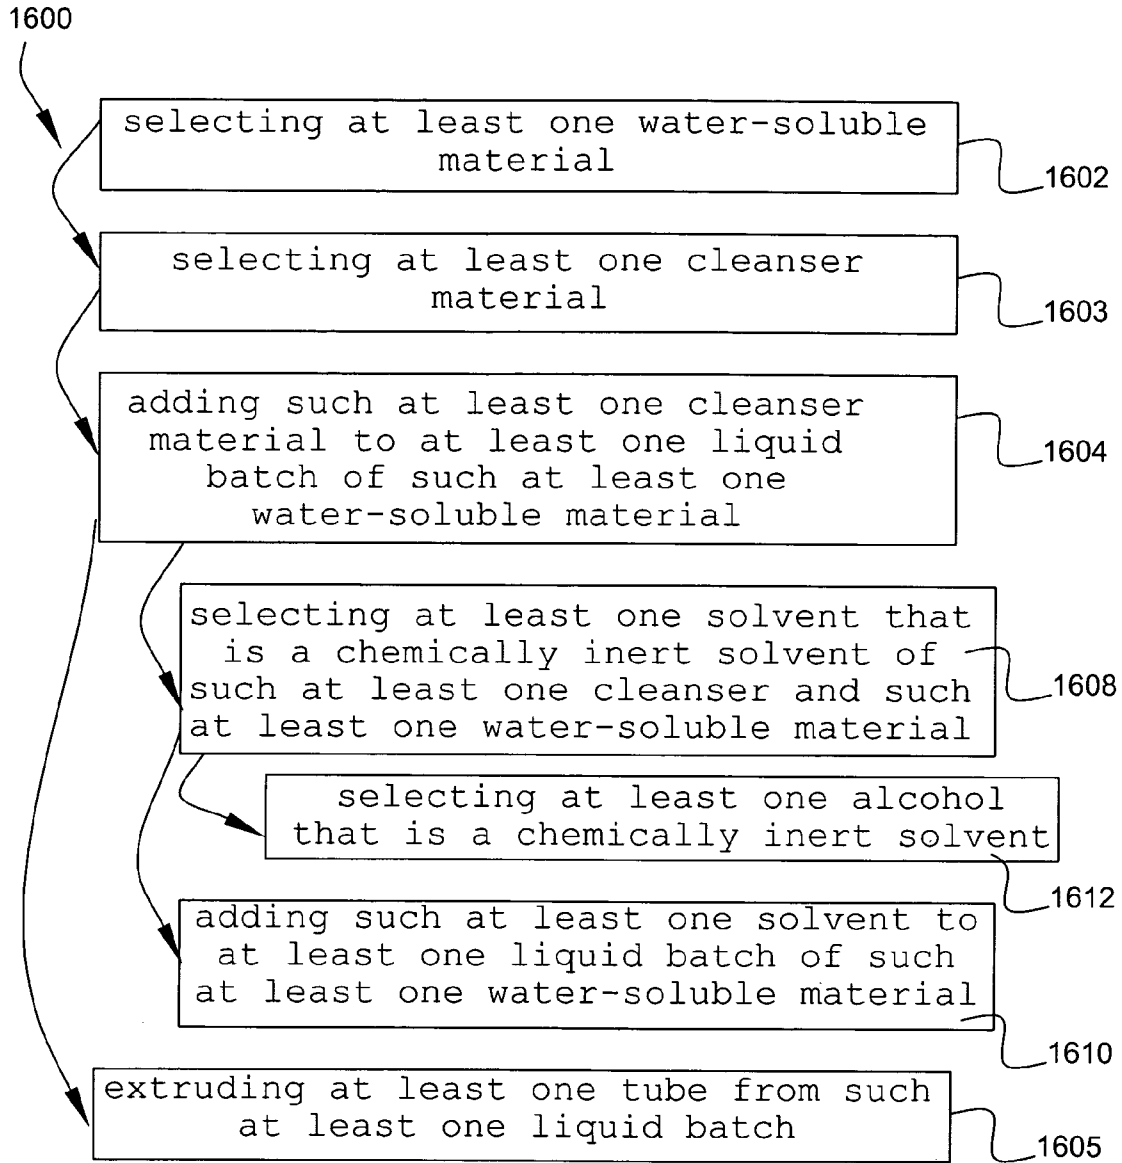 1600
selecting at least one water-soluble
material
1602
selecting at least one cleanser
material
1603
adding such at least one cleanser
material to at least one liquid
batch of such at least one
water-soluble material
1604
selecting at least one solvent that
is a chemically inert solvent of
such at least one cleanser and such
at least one water-soluble material
1608
selecting at least one alcohol
that is a chemically inert solvent
1612
adding such at least one solvent to
at least one liquid batch of such
at least one water-soluble material
1610
extruding at least one tube from such
at least one liquid batch
1605